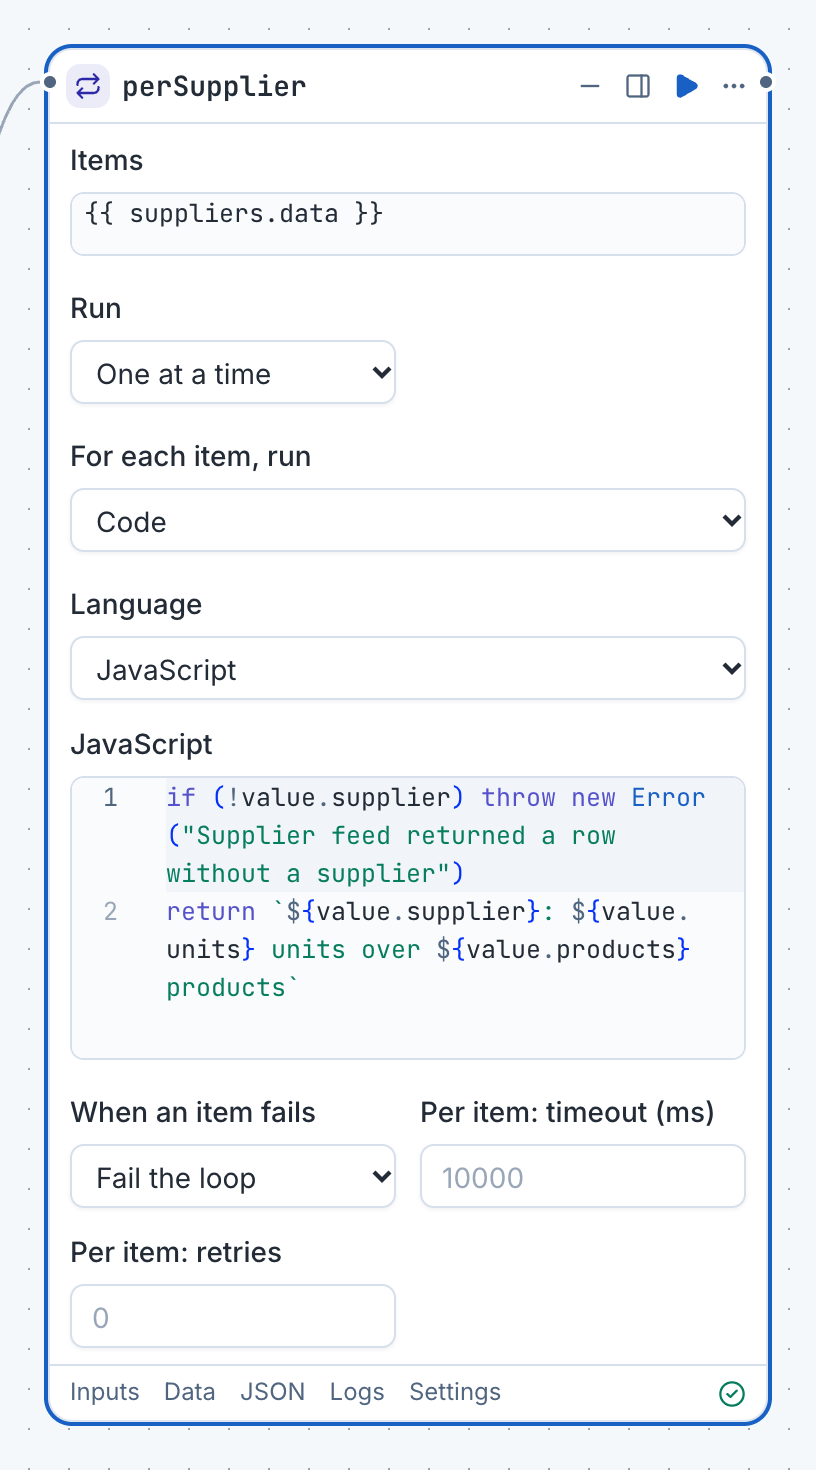 perSupplier
Items
{{ suppliers.data }}
Run
One at a time
For each item, run
Code
Language
JavaScript
JavaScript
1 if (!value.supplier) throw new Error
("Supplier feed returned a row
without a supplier")
2 return `${value.supplier}: ${value.
units} units over ${value.products}
products`
When an item fails Per item: timeout (ms)
Fail the loop 10000
Per item: retries
0
Inputs Data JSON Logs Settings